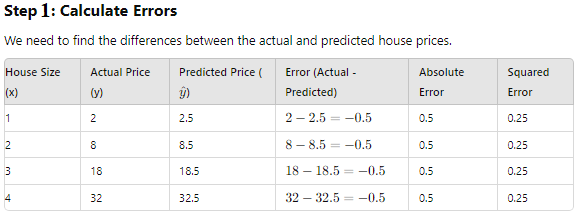 Step 1: Calculate Errors
We need to find the differences between the actual and predicted house prices.
House Size (x) Actual Price (y) Predicted Price ( ŷ) Error (Actual - Predicted) Absolute Error Squared Error
1 2 2.5 2 − 2.5 = −0.5 0.5 0.25
2 8 8.5 8 − 8.5 = −0.5 0.5 0.25
3 18 18.5 18 − 18.5 = −0.5 0.5 0.25
4 32 32.5 32 − 32.5 = −0.5 0.5 0.25